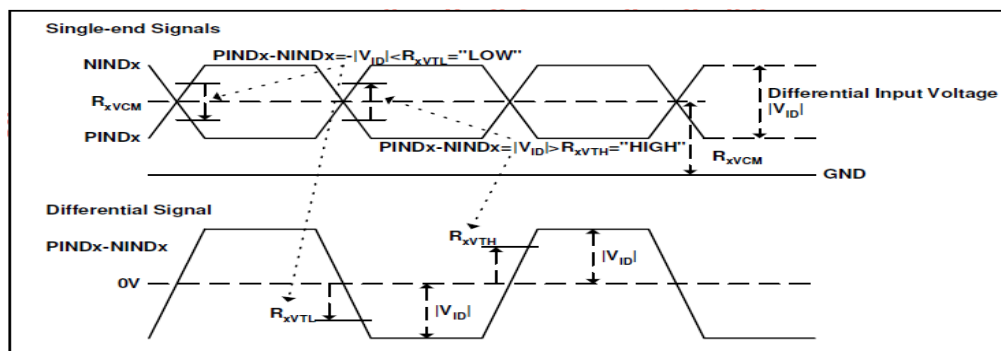 Single-end Signals
PINDx-NINDx=-|VID|<RxVTL="LOW"
NINDx
RxVCM
Differential Input Voltage
|VID|
PINDx
PINDx-NINDx=|VID|>RxVTH="HIGH"
RxVCM
GND
Differential Signal
RxVTH
PINDx-NINDx
|VID|
0V
RxVTL
|VID|